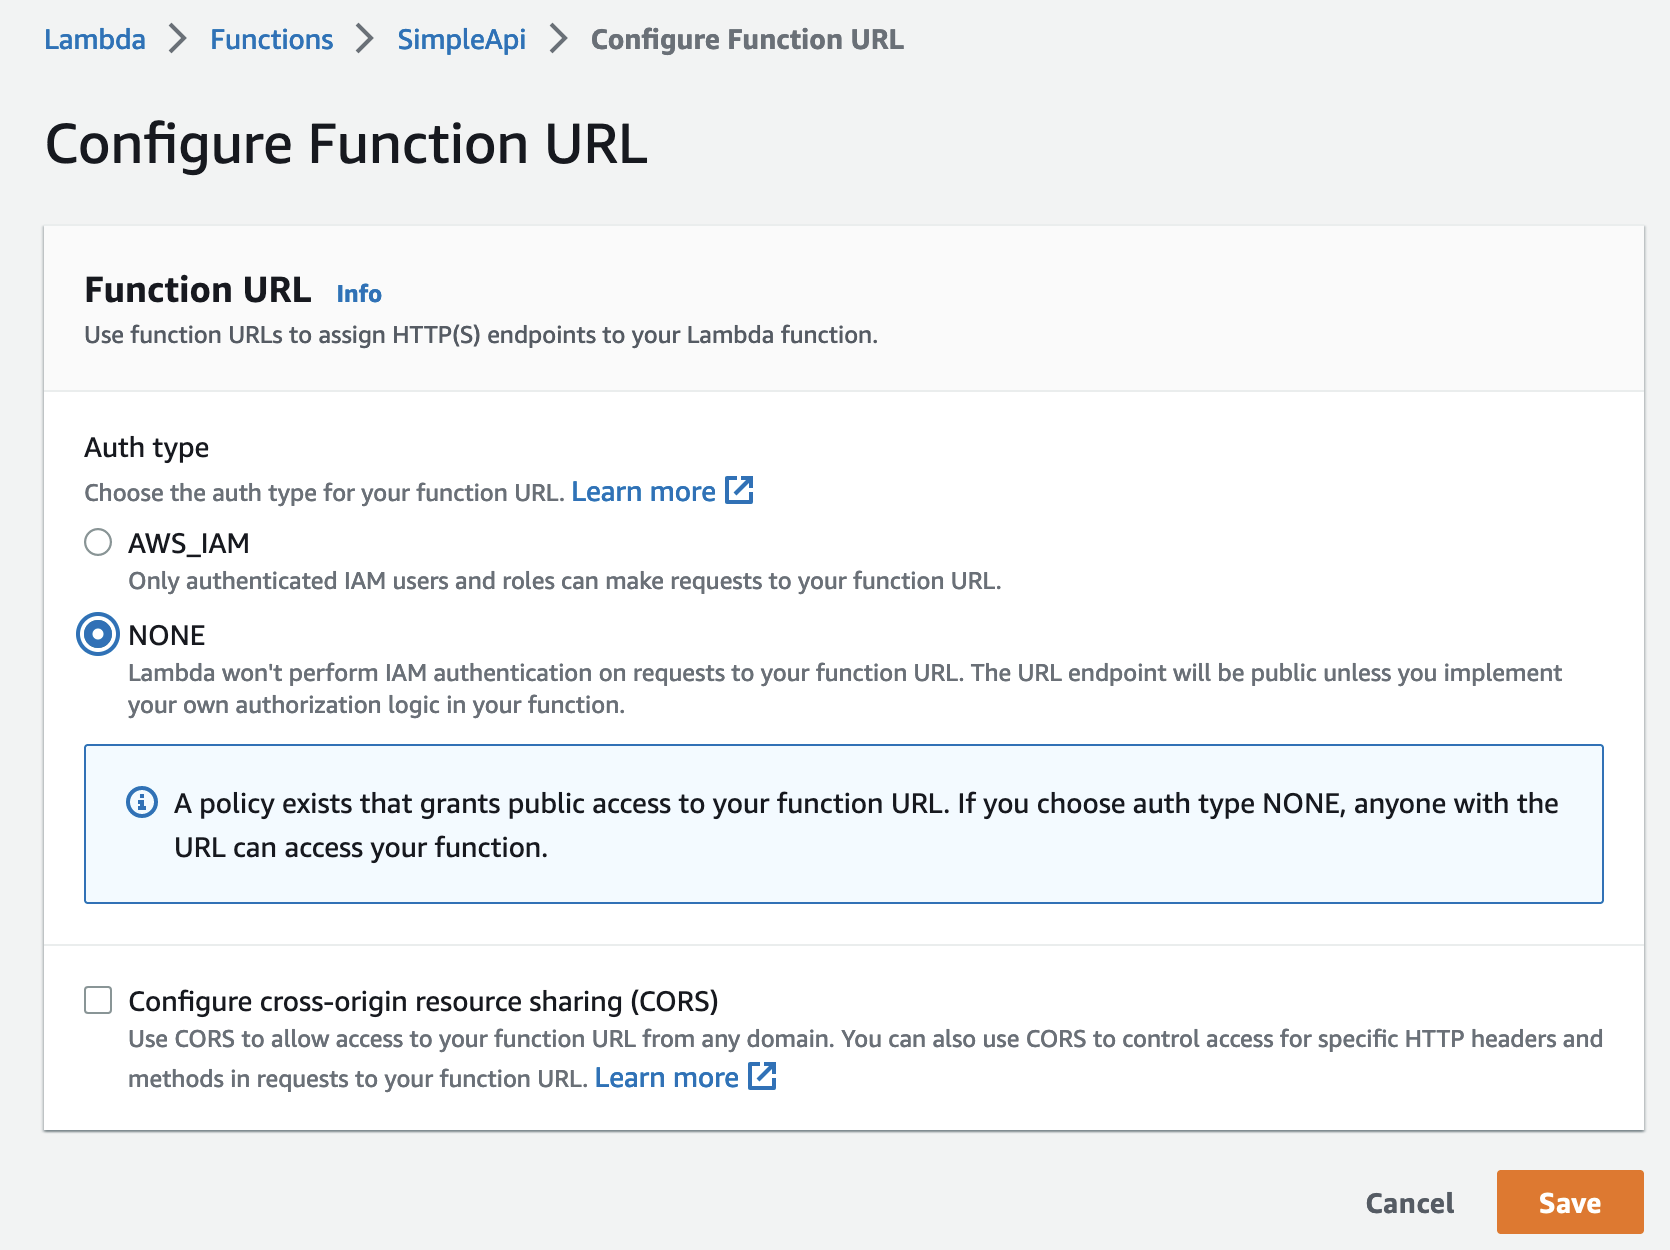 Lambda > Functions > SimpleApi > Configure Function URL
Configure Function URL
Function URL Info
Use function URLs to assign HTTP(S) endpoints to your Lambda function.
Auth type
Choose the auth type for your function URL. Learn more
AWS_IAM
Only authenticated IAM users and roles can make requests to your function URL.
NONE
Lambda won't perform IAM authentication on requests to your function URL. The URL endpoint will be public unless you implement
your own authorization logic in your function.
A policy exists that grants public access to your function URL. If you choose auth type NONE, anyone with the
URL can access your function.
Configure cross-origin resource sharing (CORS)
Use CORS to allow access to your function URL from any domain. You can also use CORS to control access for specific HTTP headers and
methods in requests to your function URL. Learn more
Cancel Save